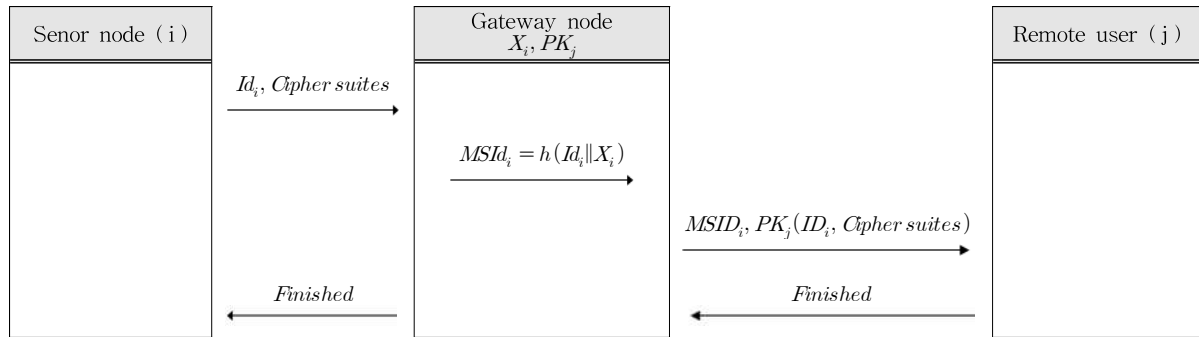 Senor node (i)
Gateway node
X_i, PK_j
Remote user (j)
Id_i, Cipher suites
MSId_i = h(Id_i‖X_i)
MSID_i, PK_j(ID_i, Cipher suites)
Finished
Finished